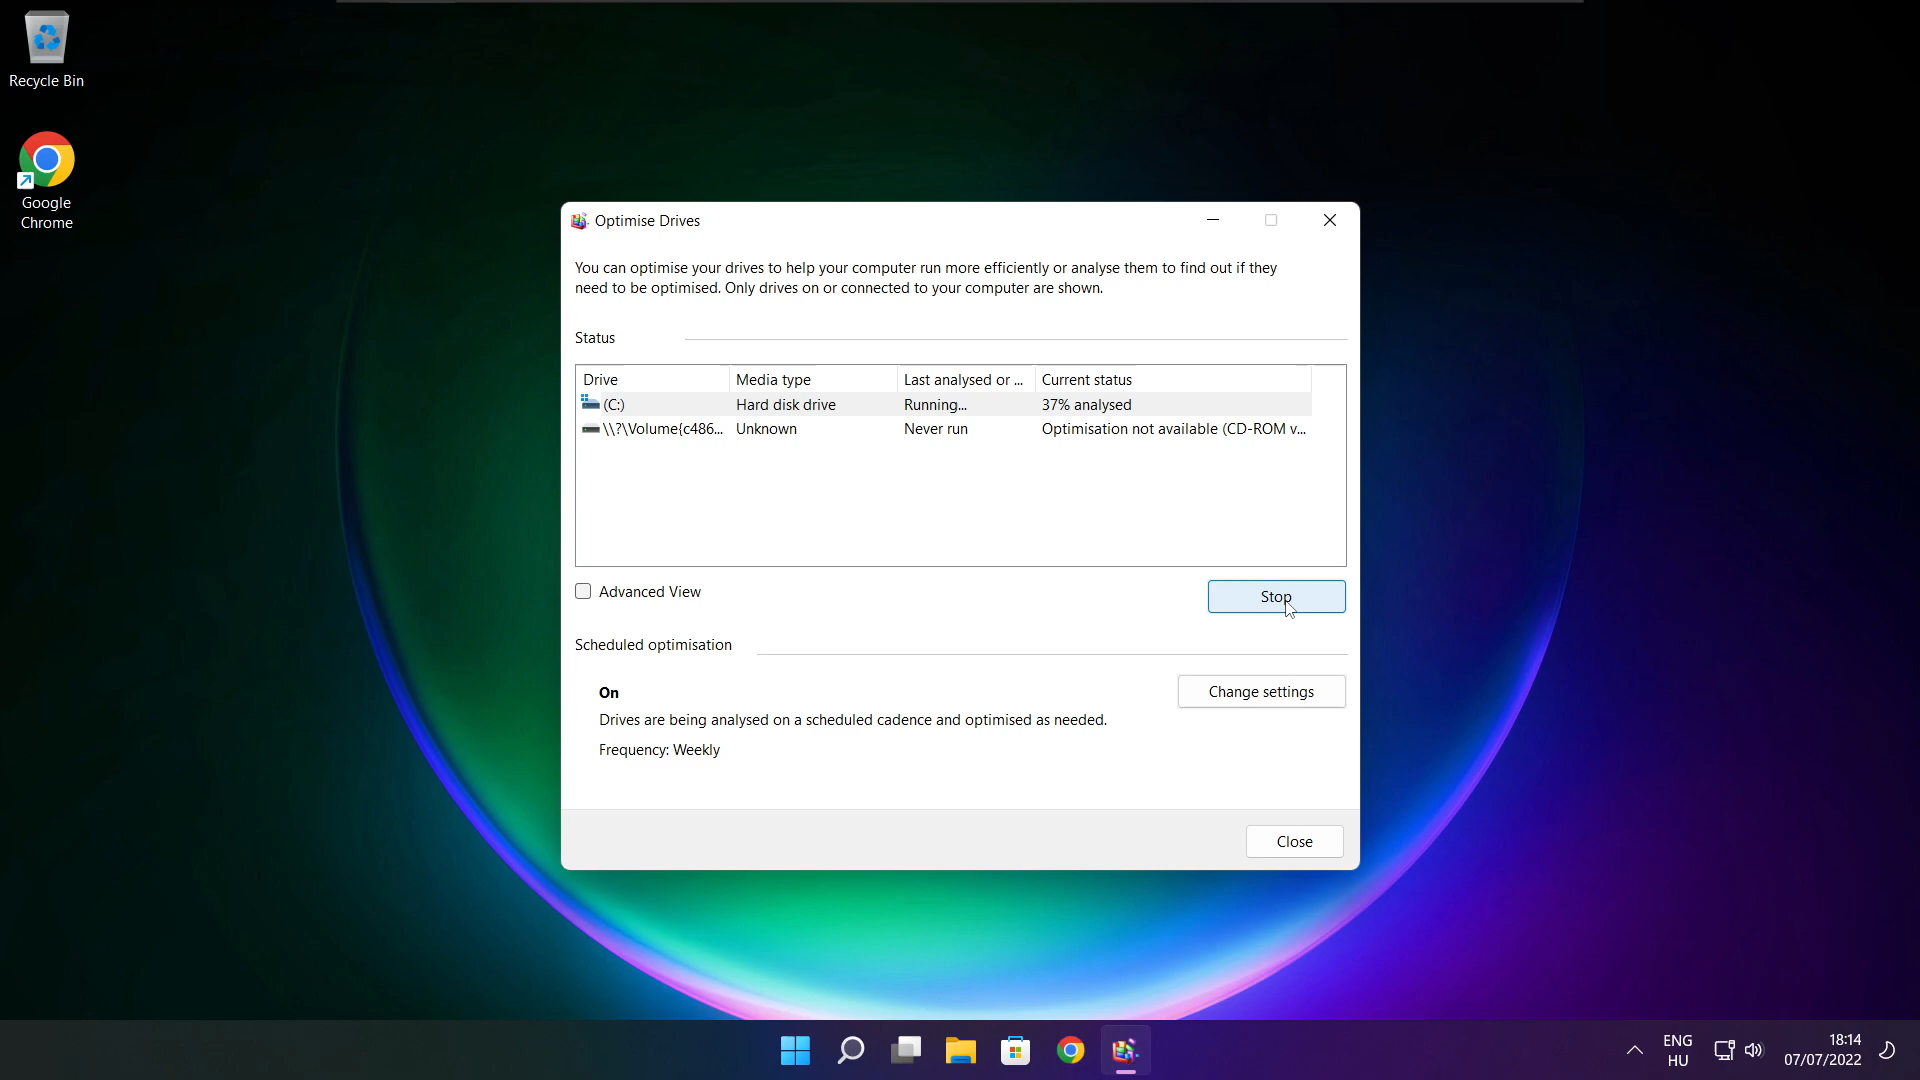 Recycle Bin
Google
Chrome
Optimise Drives
You can optimise your drives to help your computer run more efficiently or analyse them to find out if they
need to be optimised. Only drives on or connected to your computer are shown.
Status
Drive Media type Last analysed or ... Current status
(C:) Hard disk drive Running... 37% analysed
\\?\Volume{c486... Unknown Never run Optimisation not available (CD-ROM v...
Advanced View
Stop
Scheduled optimisation
On
Change settings
Drives are being analysed on a scheduled cadence and optimised as needed.
Frequency: Weekly
Close
ENG
HU
18:14
07/07/2022